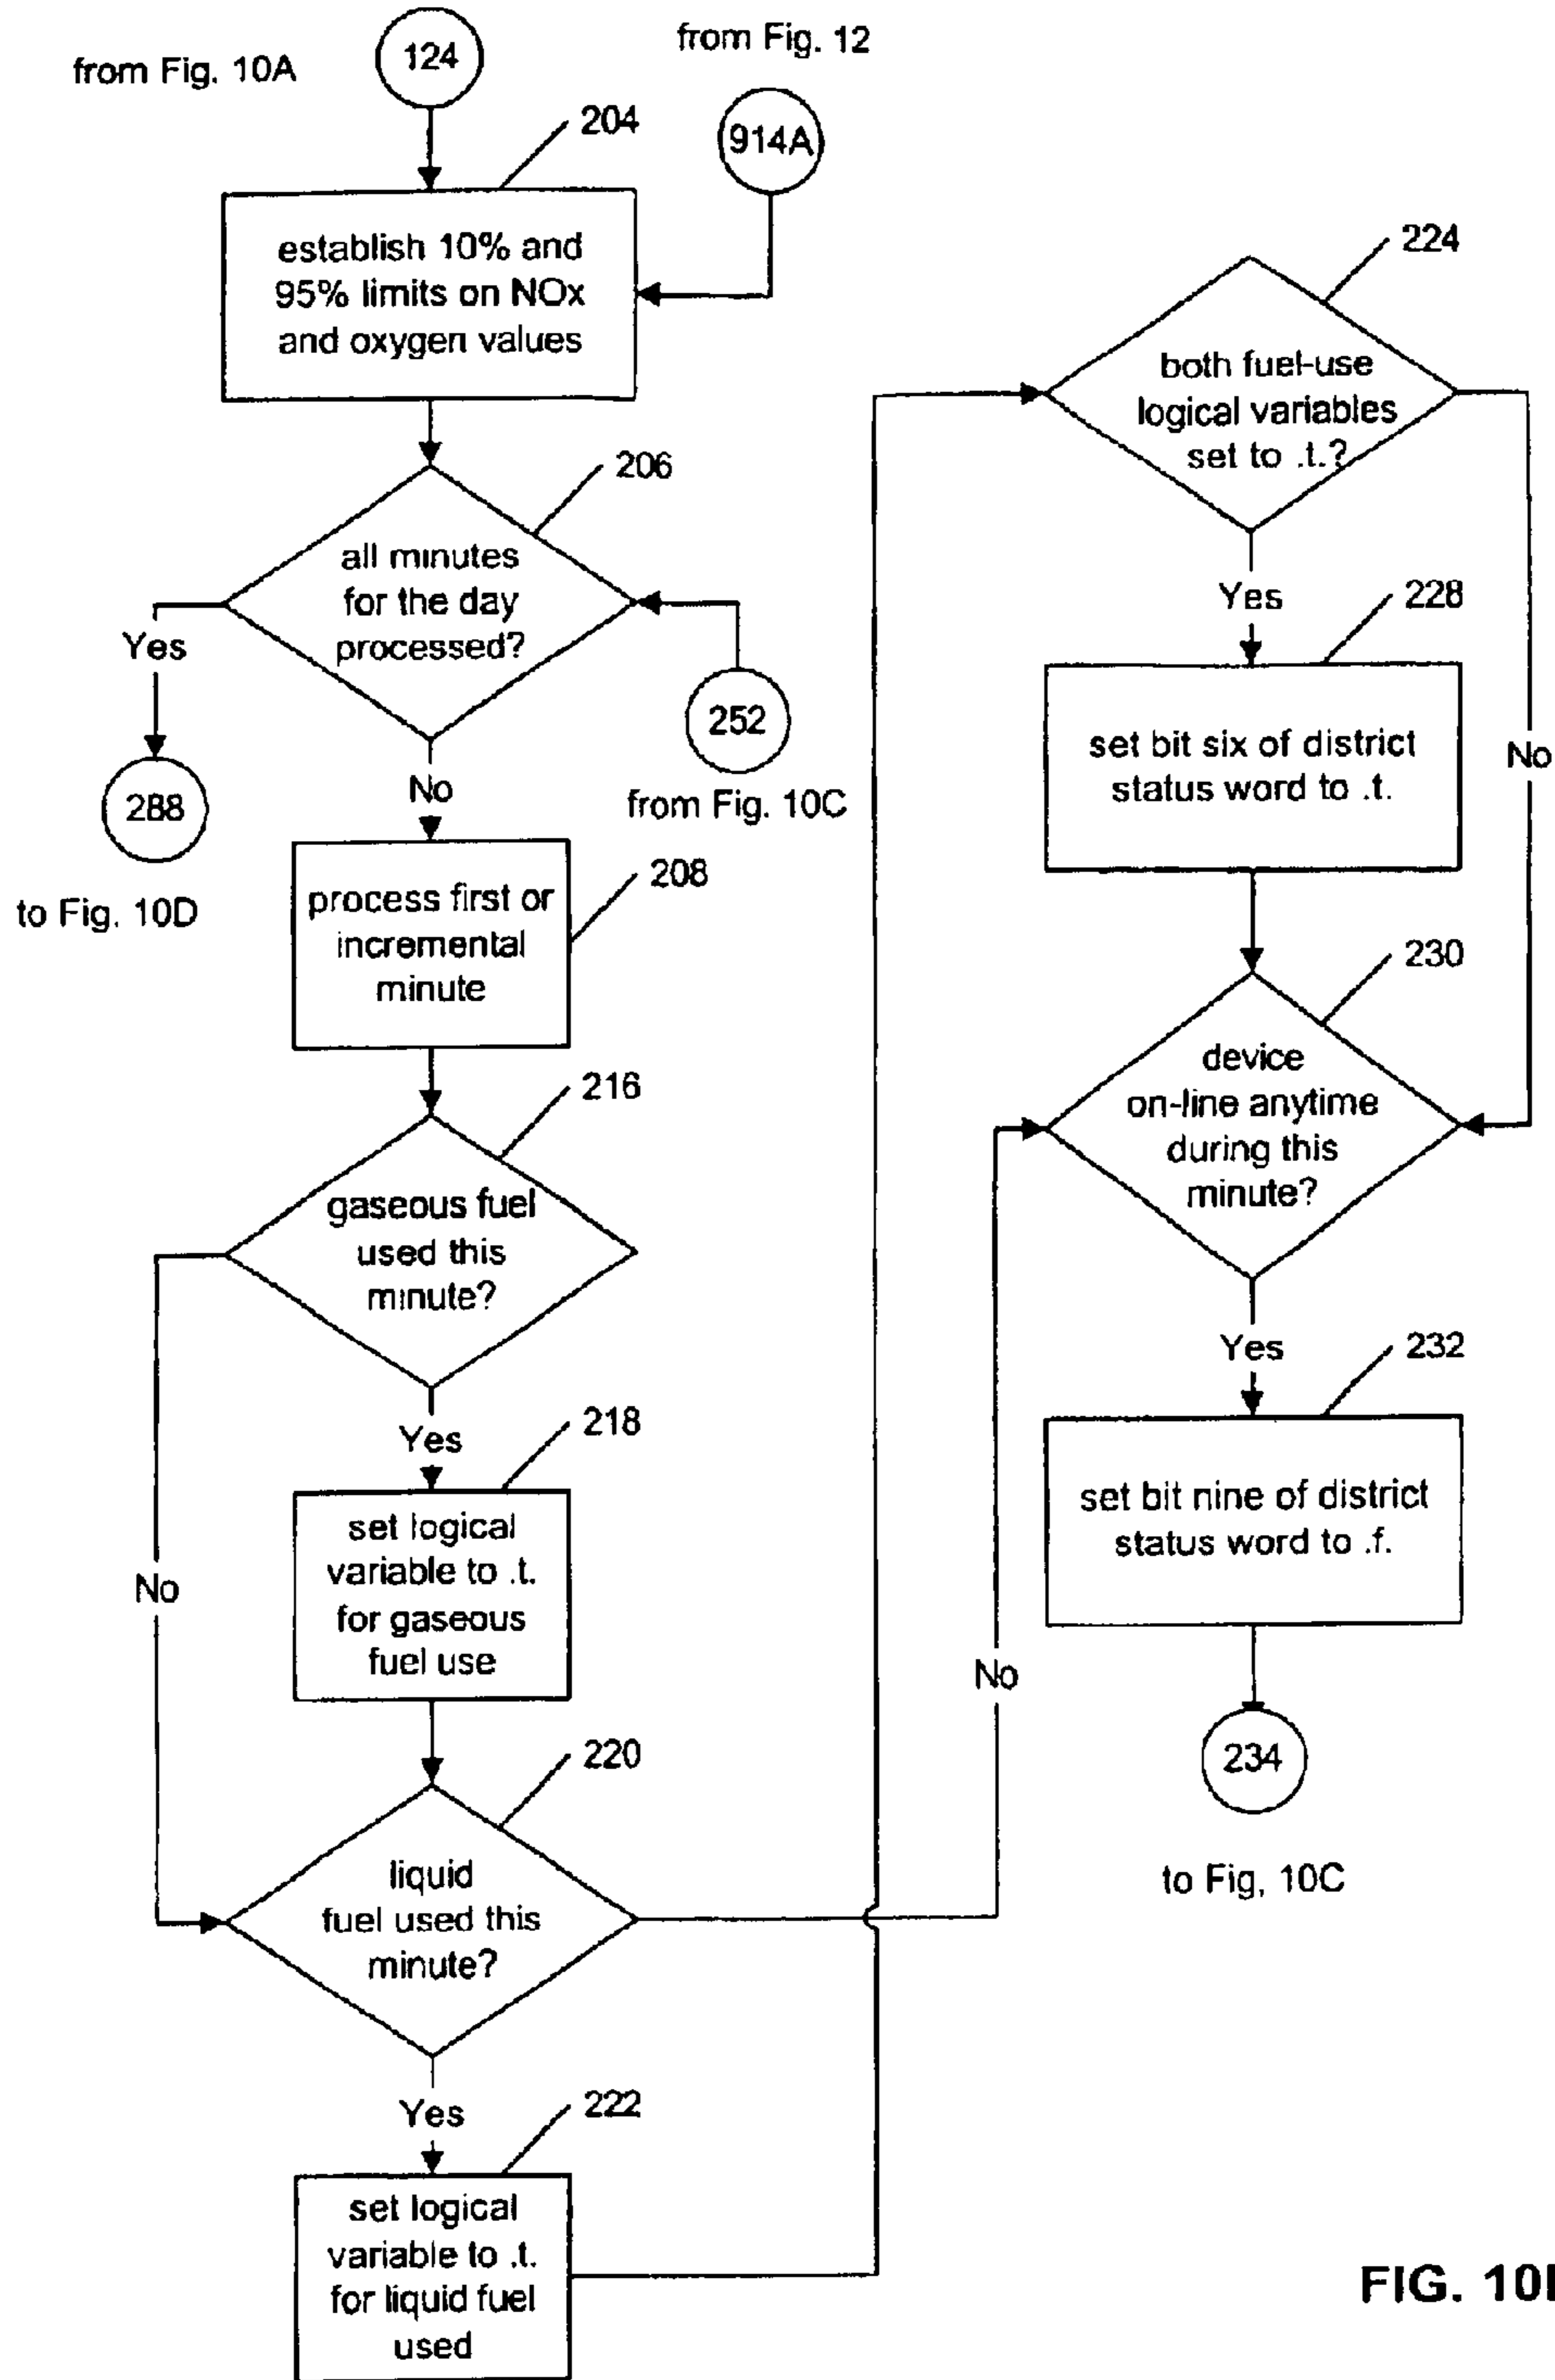 from Fig. 10A
124
from Fig. 12
914A
204
establish 10% and
95% limits on NOx
and oxygen values
206
all minutes
for the day
processed?
Yes
288
to Fig. 10D
252
from Fig. 10C
No
208
process first or
incremental
minute
216
gaseous fuel
used this
minute?
No
Yes
218
set logical
variable to .t.
for gaseous
fuel use
220
liquid
fuel used this
minute?
Yes
222
set logical
variable to .t.
for liquid fuel
used
No
224
both fuel-use
logical variables
set to .t.?
Yes
No
228
set bit six of district
status word to .t.
230
device
on-line anytime
during this
minute?
Yes
232
set bit nine of district
status word to .f.
234
to Fig, 10C
FIG. 10